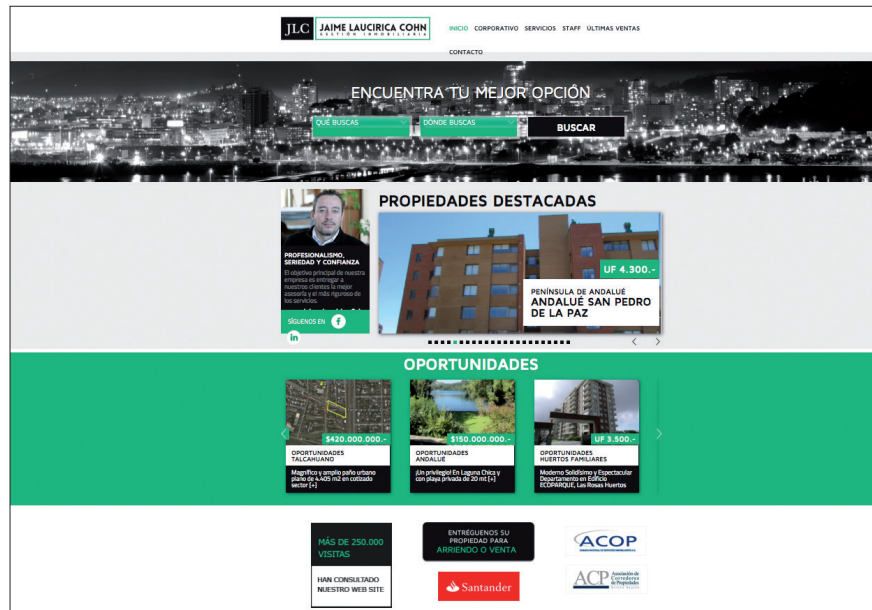 JLC JAIME LAUCIRICA COHN
GESTIÓN INMOBILIARIA
INICIO CORPORATIVO SERVICIOS STAFF ÚLTIMAS VENTAS
CONTACTO
ENCUENTRA TU MEJOR OPCIÓN
QUÉ BUSCAS
DÓNDE BUSCAS
BUSCAR
PROFESIONALISMO,
SERIEDAD Y CONFIANZA
El objetivo principal de nuestra
empresa es entregar a
nuestros clientes la mejor
asesoría y el más riguroso de
los servicios.
SÍGUENOS EN f
in
PROPIEDADES DESTACADAS
UF 4.300.-
PENÍNSULA DE ANDALUÉ
ANDALUÉ SAN PEDRO
DE LA PAZ
OPORTUNIDADES
$420.000.000.-
OPORTUNIDADES
TALCAHUANO
Magnífico y amplio paño urbano
plano de 4.405 m2 en cotizado
sector [+]
$150.000.000.-
OPORTUNIDADES
ANDALUÉ
¡Un privilegio! En Laguna Chica y
con playa privada de 20 mt [+]
UF 3.500.-
OPORTUNIDADES
HUERTOS FAMILIARES
Moderno Solidísimo y Espectacular
Departamento en Edificio
ECOPARQUE, Las Rosas Huertos
MÁS DE 250.000
VISITAS
HAN CONSULTADO
NUESTRO WEB SITE
ENTRÉGUENOS SU
PROPIEDAD PARA
ARRIENDO O VENTA
Santander
ACOP
ACP Asociación de
Corredores
de Propiedades